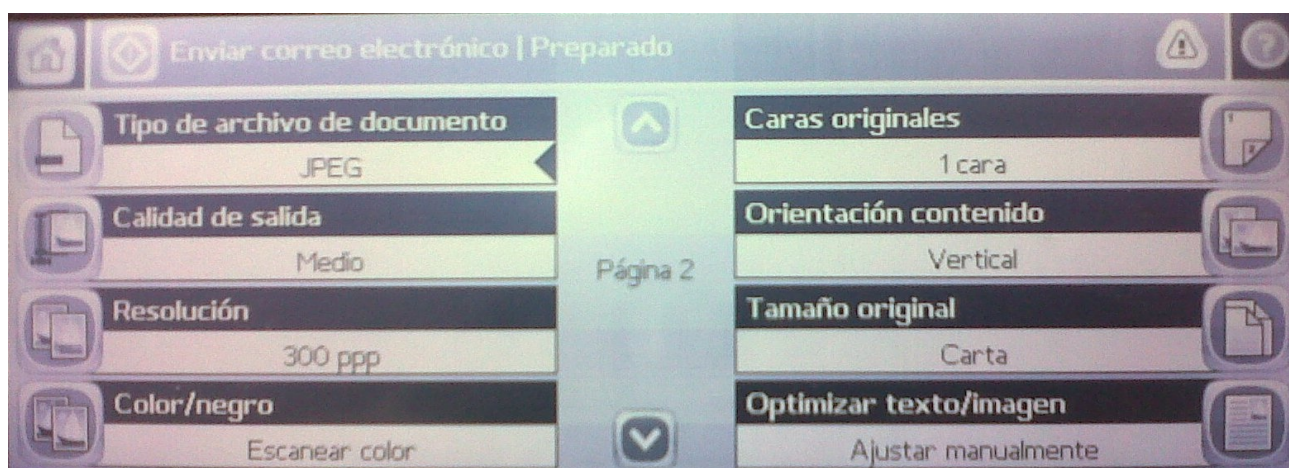 Enviar correo electrónico | Preparado
Tipo de archivo de documento
JPEG
Calidad de salida
Medio
Resolución
300 ppp
Color/negro
Escanear color
Página 2
Caras originales
1 cara
Orientación contenido
Vertical
Tamaño original
Carta
Optimizar texto/imagen
Ajustar manualmente